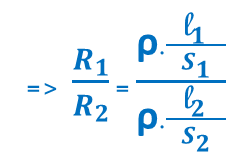 => R₁/R₂ = (ρ.ℓ₁/S₁)/(ρ.ℓ₂/S₂)